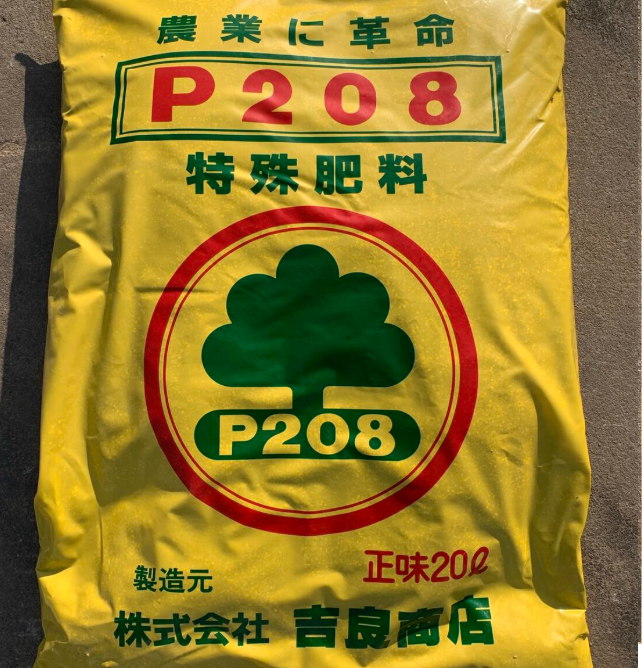 農業に革命
P208
特殊肥料
P208
正味20ℓ
製造元
株式会社 吉良商店